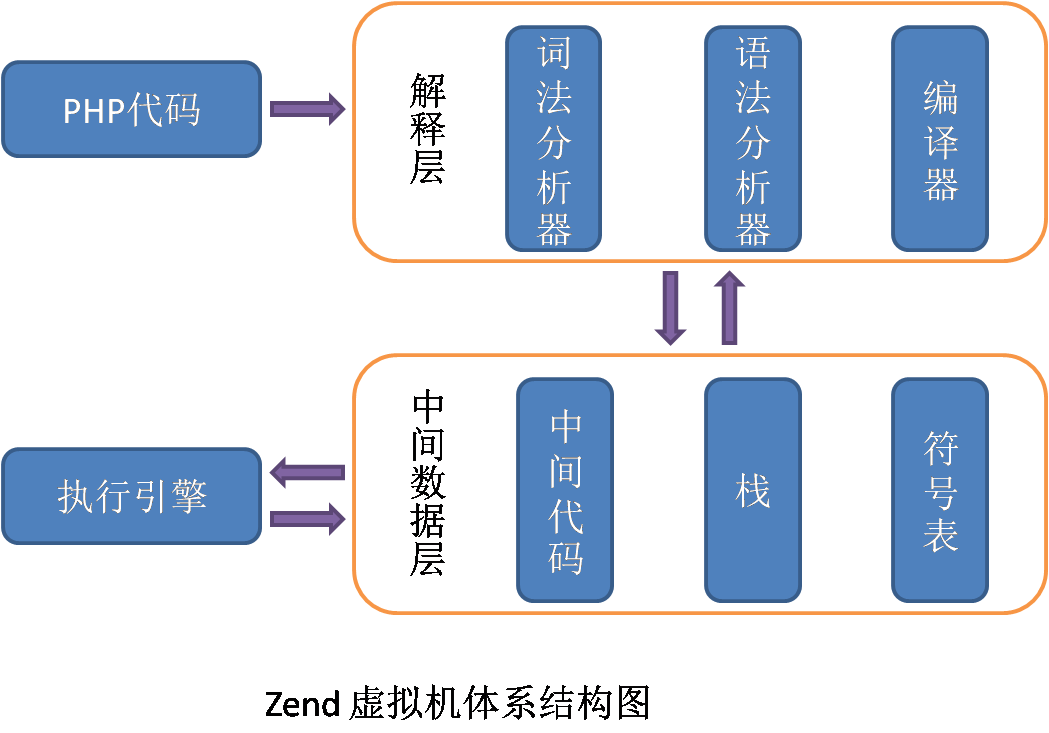 PHP代码
解释层
词法分析器
语法分析器
编译器
中间数据层
中间代码
栈
符号表
执行引擎
Zend 虚拟机体系结构图